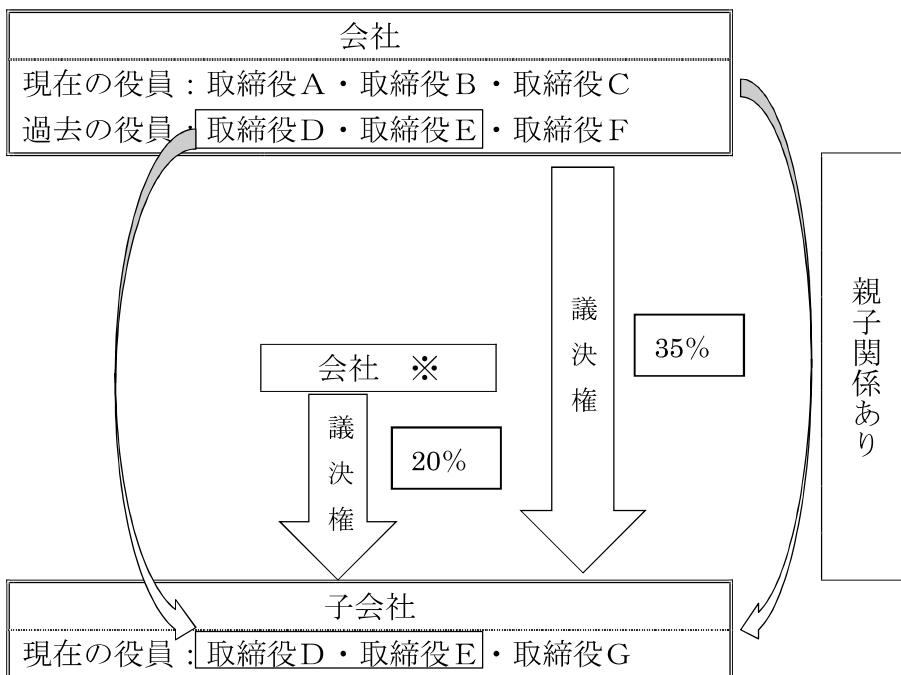 会社
現在の役員：取締役A・取締役B・取締役C
過去の役員：取締役D・取締役E・取締役F
議決権
35%
親子関係あり
会社　※
議決権
20%
子会社
現在の役員：取締役D・取締役E・取締役G